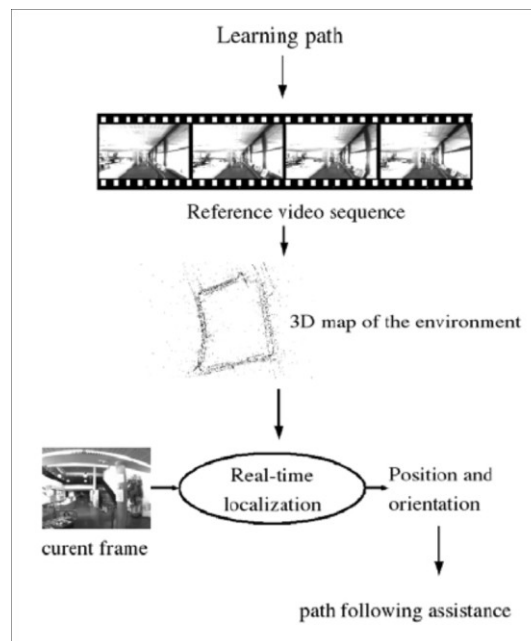 Learning path
Reference video sequence
3D map of the environment
Real-time
localization
Position and
orientation
curent frame
path following assistance